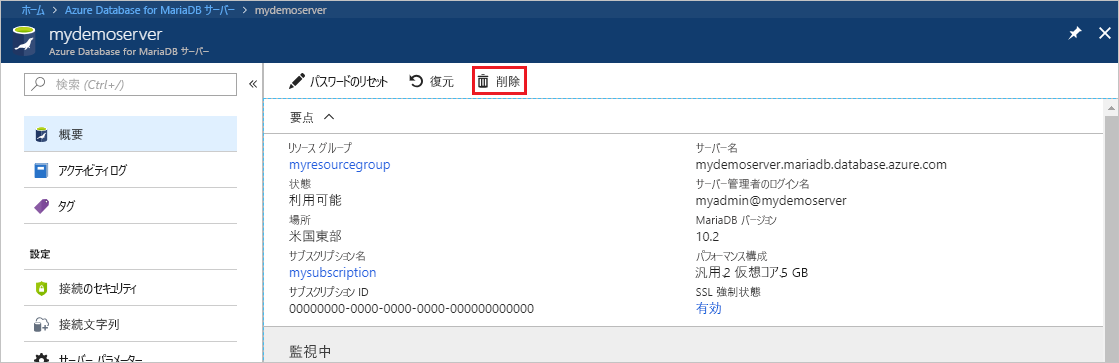 ホーム > Azure Database for MariaDB サーバー > mydemoserver
mydemoserver
Azure Database for MariaDB サーバー
検索 (Ctrl+/)
«
概要
アクティビティ ログ
タグ
設定
接続のセキュリティ
接続文字列
サーバー パラメーター
パスワードのリセット
復元
削除
要点
リソース グループ
myresourcegroup
状態
利用可能
場所
米国東部
サブスクリプション名
mysubscription
サブスクリプション ID
00000000-0000-0000-0000-000000000000
サーバー名
mydemoserver.mariadb.database.azure.com
サーバー管理者のログイン名
myadmin@mydemoserver
MariaDB バージョン
10.2
パフォーマンス構成
汎用,2 仮想コア,5 GB
SSL 強制状態
有効
監視中